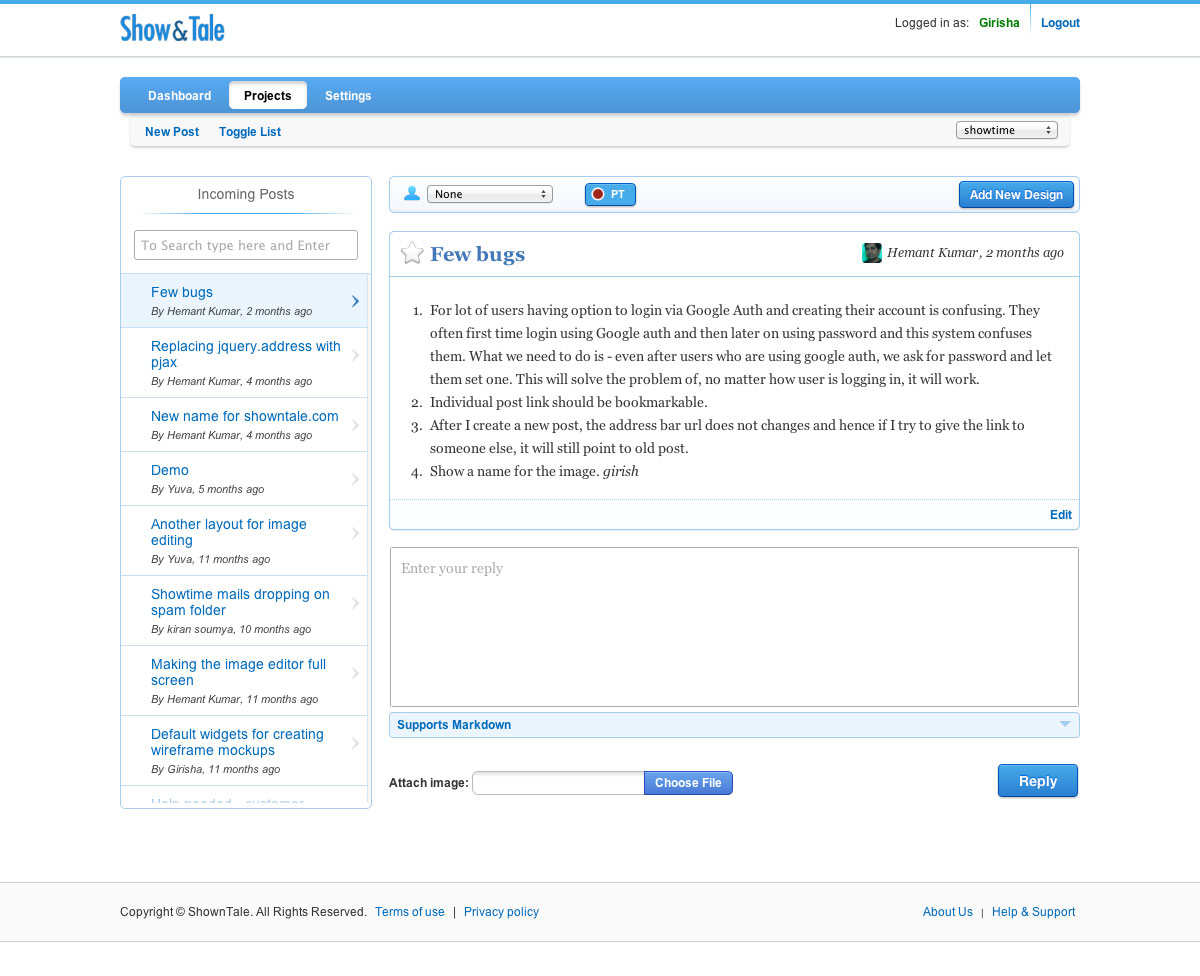 Show&Tale
Logged in as: Girisha
Logout
Dashboard
Projects
Settings
New Post
Toggle List
showtime
Incoming Posts
To Search type here and Enter
Few bugs
By Hemant Kumar, 2 months ago
Replacing jquery.address with
pjax
By Hemant Kumar, 4 months ago
New name for showntale.com
By Hemant Kumar, 4 months ago
Demo
By Yuva, 5 months ago
Another layout for image
editing
By Yuva, 11 months ago
Showtime mails dropping on
spam folder
By kiran soumya, 10 months ago
Making the image editor full
screen
By Hemant Kumar, 11 months ago
Default widgets for creating
wireframe mockups
By Girisha, 11 months ago
Help needed - customer
None
PT
Add New Design
Few bugs
Hemant Kumar, 2 months ago
1. For lot of users having option to login via Google Auth and creating their account is confusing. They
often first time login using Google auth and then later on using password and this system confuses
them. What we need to do is - even after users who are using google auth, we ask for password and let
them set one. This will solve the problem of, no matter how user is logging in, it will work.
2. Individual post link should be bookmarkable.
3. After I create a new post, the address bar url does not changes and hence if I try to give the link to
someone else, it will still point to old post.
4. Show a name for the image. girish
Edit
Enter your reply
Supports Markdown
Attach image:
Choose File
Reply
Copyright © ShownTale. All Rights Reserved. Terms of use | Privacy policy
About Us | Help & Support